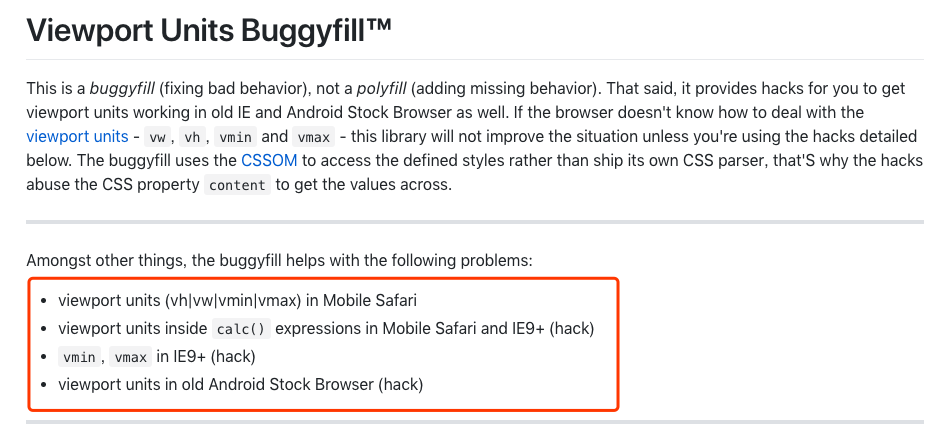 Viewport Units Buggyfill™
This is a buggyfill (fixing bad behavior), not a polyfill (adding missing behavior). That said, it provides hacks for you to get
viewport units working in old IE and Android Stock Browser as well. If the browser doesn't know how to deal with the
viewport units - vw, vh, vmin and vmax - this library will not improve the situation unless you're using the hacks detailed
below. The buggyfill uses the CSSOM to access the defined styles rather than ship its own CSS parser, that'S why the hacks
abuse the CSS property content to get the values across.
Amongst other things, the buggyfill helps with the following problems:
• viewport units (vh|vw|vmin|vmax) in Mobile Safari
• viewport units inside calc() expressions in Mobile Safari and IE9+ (hack)
• vmin, vmax in IE9+ (hack)
• viewport units in old Android Stock Browser (hack)